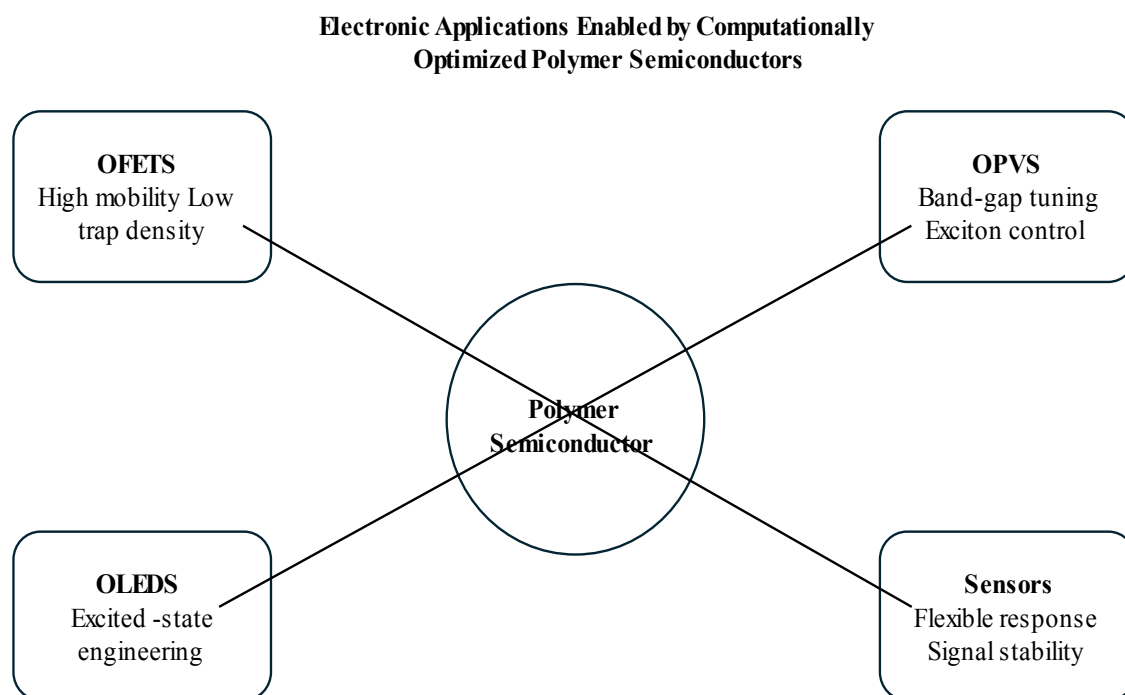 Electronic Applications Enabled by Computationally
Optimized Polymer Semiconductors
OFETS
High mobility Low
trap density
OPVS
Band-gap tuning
Exciton control
Polymer
Semiconductor
OLEDS
Excited -state
engineering
Sensors
Flexible response
Signal stability